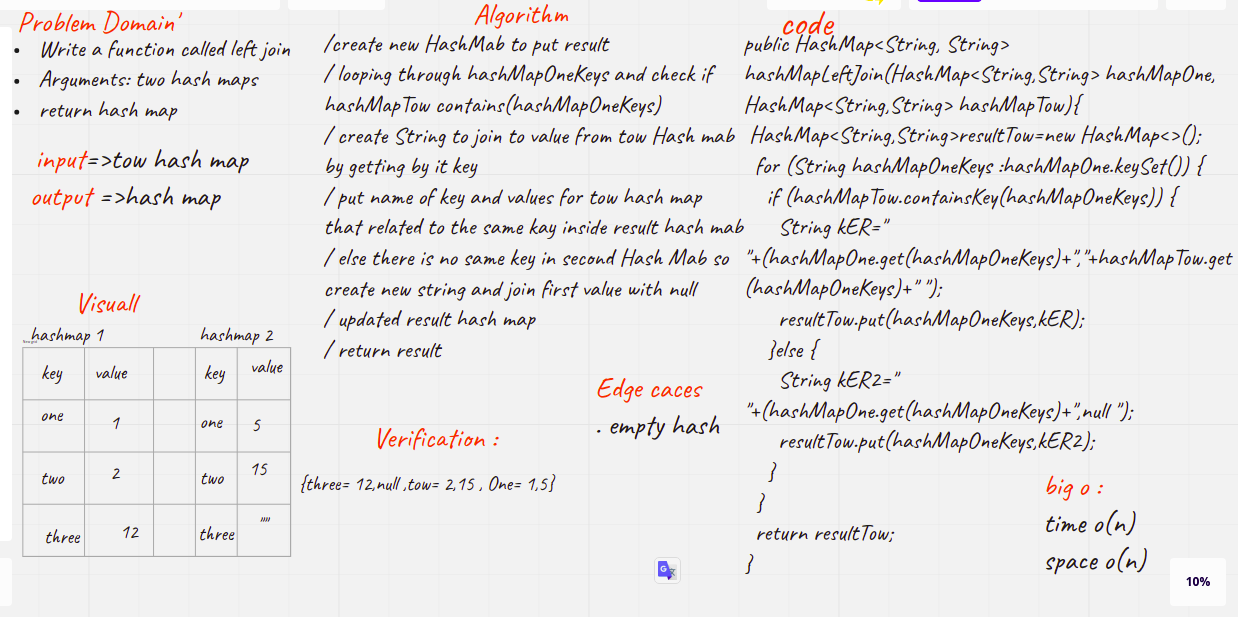 Problem Domain'
• Write a function called left join
• Arguments: two hash maps
• return hash map
input=>tow hash map
output =>hash map
Visuall
hashmap 1 hashmap 2
key value key value
one 1 one 5
two 2 two 15
three 12 three ""
Algorithm
/create new HashMab to put result
/ looping through hashMapOneKeys and check if
hashMapTow contains(hashMapOneKeys)
/ create String to join to value from tow Hash mab
by getting by it key
/ put name of key and values for tow hash map
that related to the same kay inside result hash mab
/ else there is no same key in second Hash Mab so
create new string and join first value with null
/ updated result hash map
/ return result
Verification :
{three= 12,null ,tow= 2,15 , One= 1,5}
Edge caces
. empty hash
code
public HashMap<String, String>
hashMapLeftJoin(HashMap<String,String> hashMapOne,
HashMap<String,String> hashMapTow){
HashMap<String,String>resultTow=new HashMap<>();
for (String hashMapOneKeys :hashMapOne.keySet()) {
if (hashMapTow.containsKey(hashMapOneKeys)) {
String kER="
"+(hashMapOne.get(hashMapOneKeys)+","+hashMapTow.get
(hashMapOneKeys)+" ");
resultTow.put(hashMapOneKeys,kER);
}else {
String kER2="
"+(hashMapOne.get(hashMapOneKeys)+",null ");
resultTow.put(hashMapOneKeys,kER2);
}
}
return resultTow;
}
big o :
time o(n)
space o(n)
10%